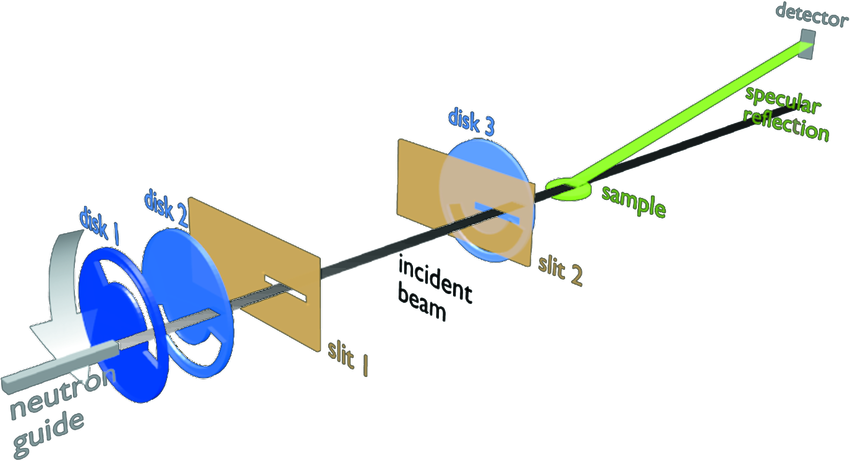 detector
specular
reflection
disk 3
sample
disk 2
disk 1
slit 2
incident
beam
slit 1
neutron
guide